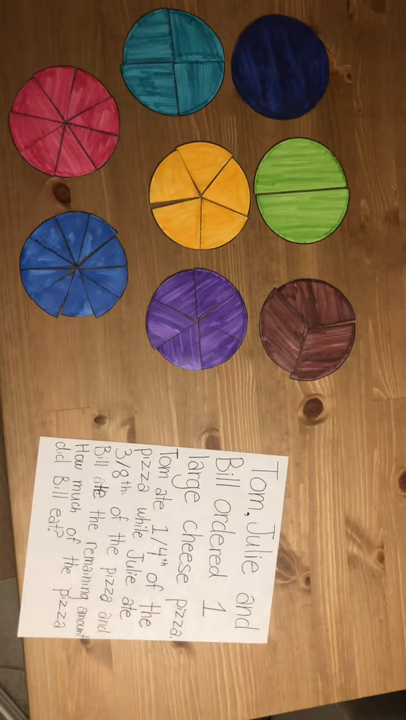 Tom, Julie and
Bill ordered 1
large cheese pizza.
Tom ate 1/4th of the
pizza while Julie ate
3/8th of the pizza and
Bill ate the remaining amount
How much of the pizza
did Bill eat?